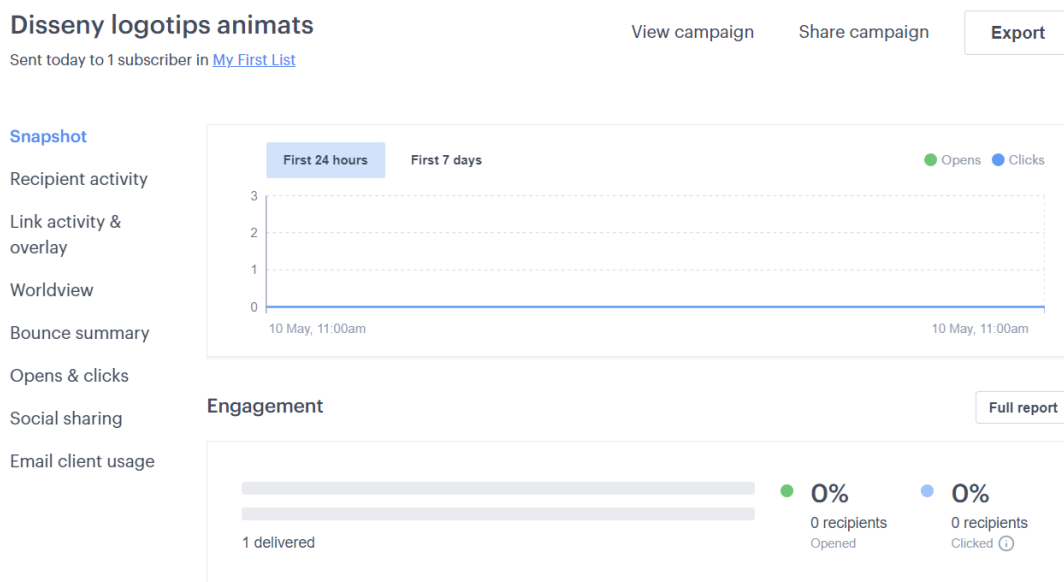 Disseny logotips animats
View campaign
Share campaign
Export
Sent today to 1 subscriber in My First List
Snapshot
Recipient activity
Link activity &
overlay
Worldview
Bounce summary
Opens & clicks
Social sharing
Email client usage
First 24 hours
First 7 days
Opens
Clicks
3
2
1
0
10 May, 11:00am
10 May, 11:00am
Engagement
Full report
1 delivered
0%
0 recipients
Opened
0%
0 recipients
Clicked